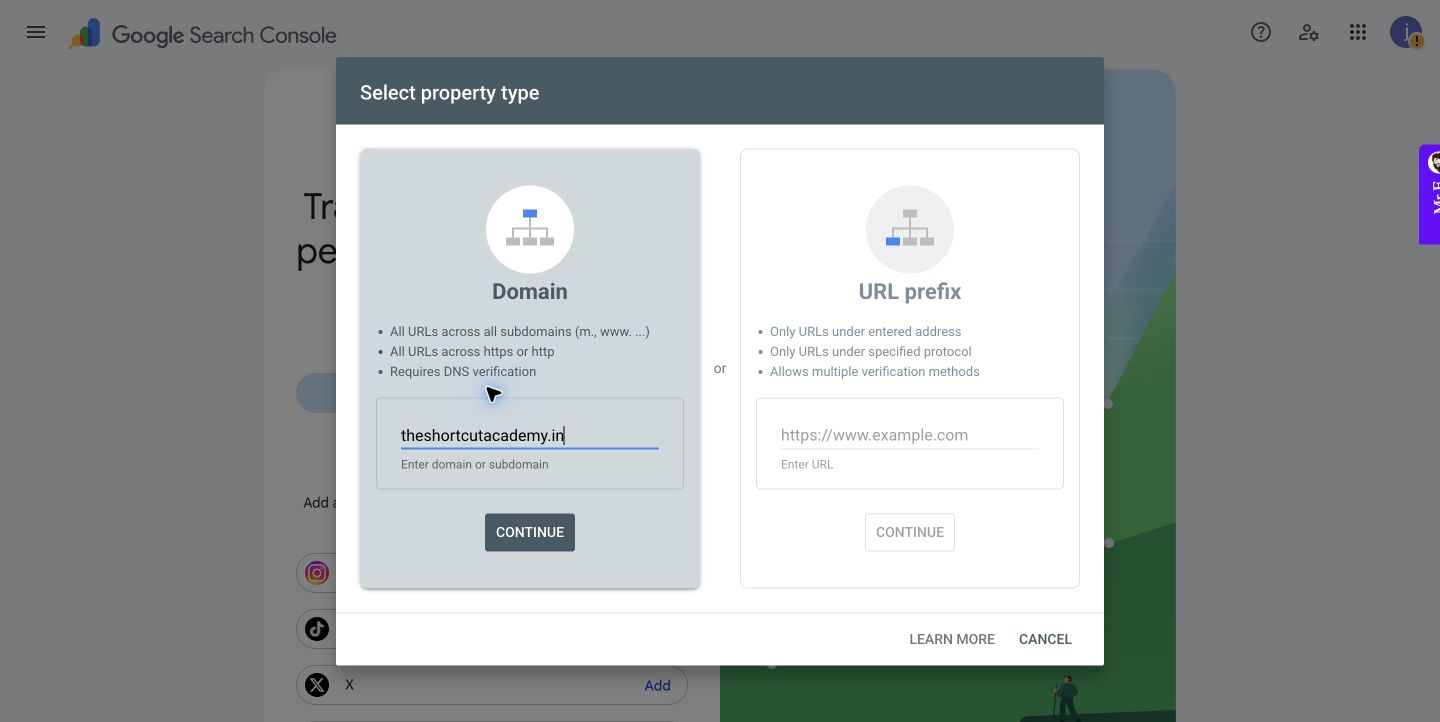 Google Search Console
j
Select property type
Tr
pe
Domain
All URLs across all subdomains (m., www. ...)
All URLs across https or http
Requires DNS verification
theshortcutacademy.in
Enter domain or subdomain
CONTINUE
or
URL prefix
Only URLs under entered address
Only URLs under specified protocol
Allows multiple verification methods
https://www.example.com
Enter URL
CONTINUE
Add a
LEARN MORE
CANCEL
X
Add